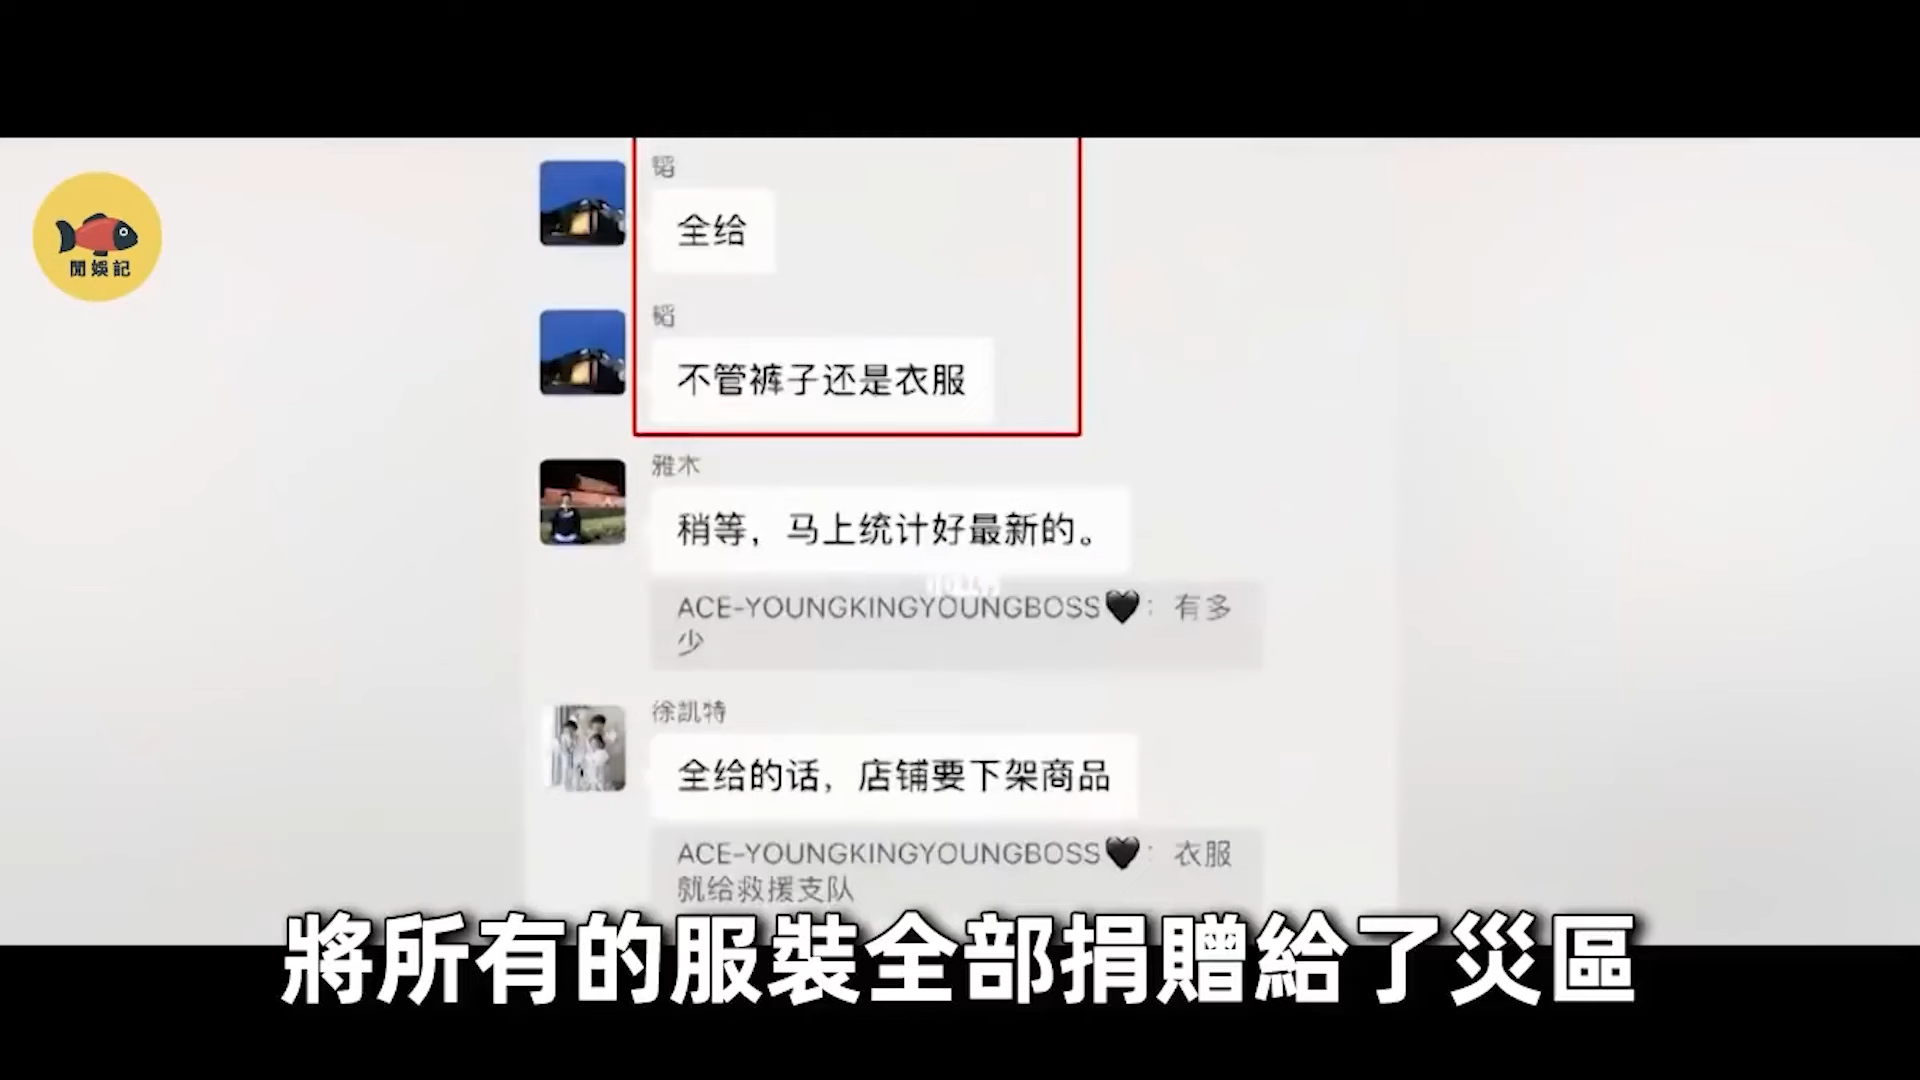 閒娛記
韬
全给
韬
不管裤子还是衣服
雅木
稍等，马上统计好最新的。
ACE-YOUNGKINGYOUNGBOSS🖤：有多
少
徐凯特
全给的话，店铺要下架商品
ACE-YOUNGKINGYOUNGBOSS🖤：衣服
就给救援支队
將所有的服裝全部捐贈給了災區